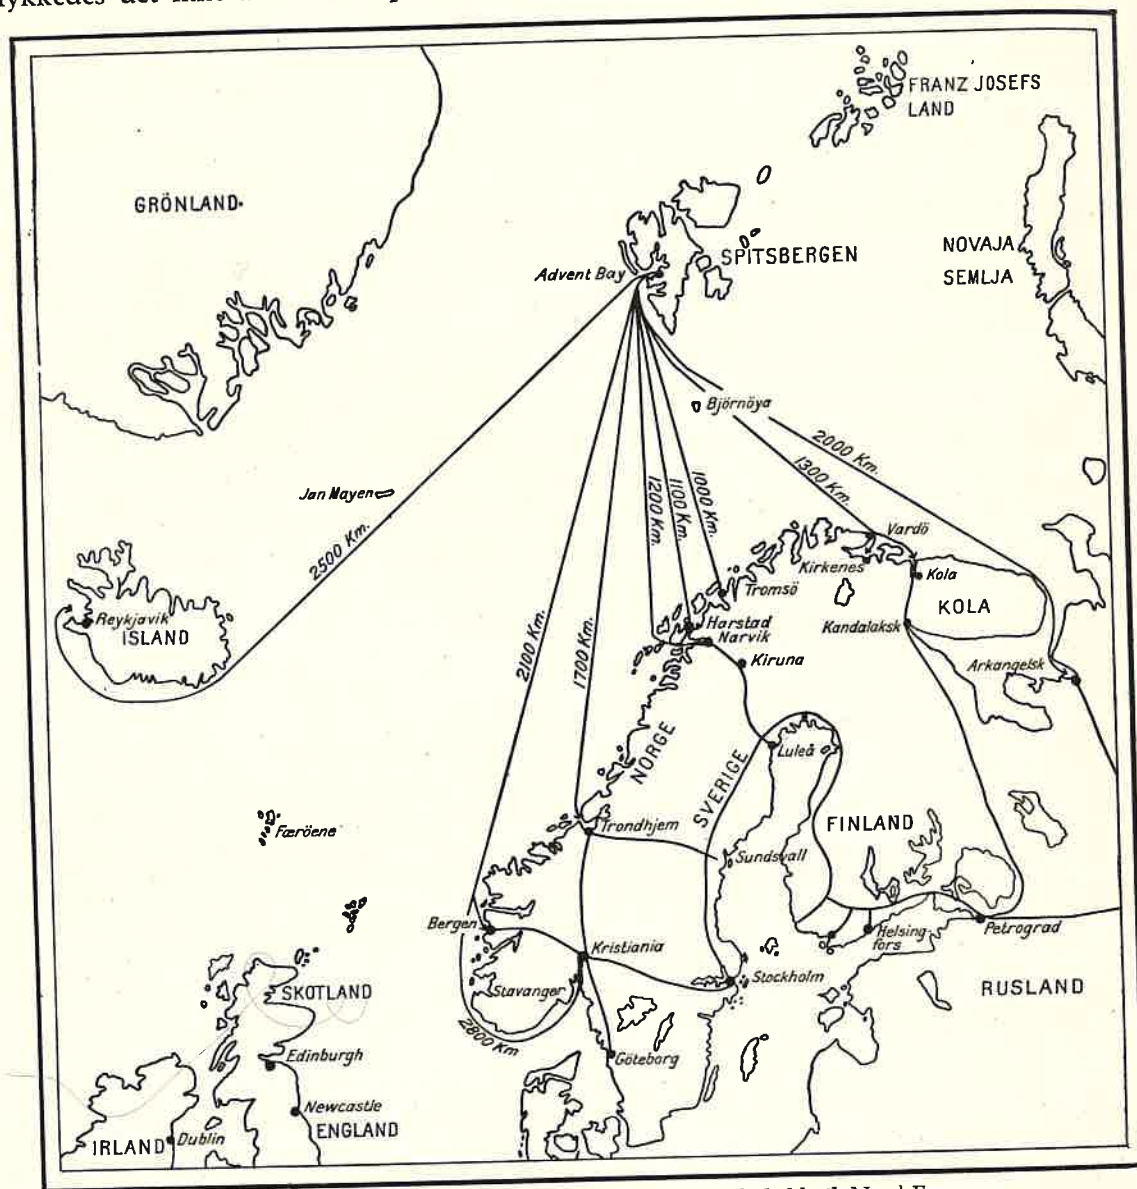 FRANZ JOSEFS
LAND
GRÖNLAND
NOVAJA
SEMLJA
SPITSBERGEN
Advent Bay
Björnöya
2000 Km.
1300 Km.
1000 Km.
1100 Km.
1200 Km.
Jan Mayen
2500 Km.
Vardö
Kirkenes
Kola
KOLA
Tromsö
Reykjavik
ISLAND
Harstad
Narvik
Kandalaksk
2100 Km.
1700 Km.
Kiruna
Arkangelsk
NORGE
SVERIGE
Luleå
FINLAND
Færöene
Trondhjem
Sundsvall
Bergen
Helsing
fors
Petrograd
Kristiania
Stockholm
SKOTLAND
Stavanger
RUSLAND
2800 Km
Edinburgh
Göteborg
Newcastle
ENGLAND
IRLAND
Dublin